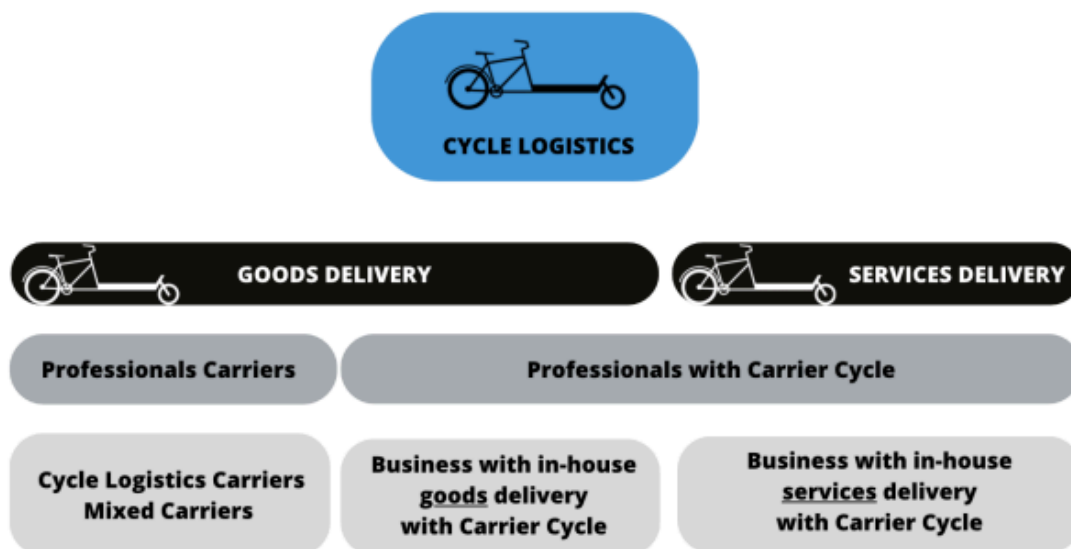 CYCLE LOGISTICS
GOODS DELIVERY
SERVICES DELIVERY
Professionals Carriers
Professionals with Carrier Cycle
Cycle Logistics Carriers
Mixed Carriers
Business with in-house
goods delivery
with Carrier Cycle
Business with in-house
services delivery
with Carrier Cycle